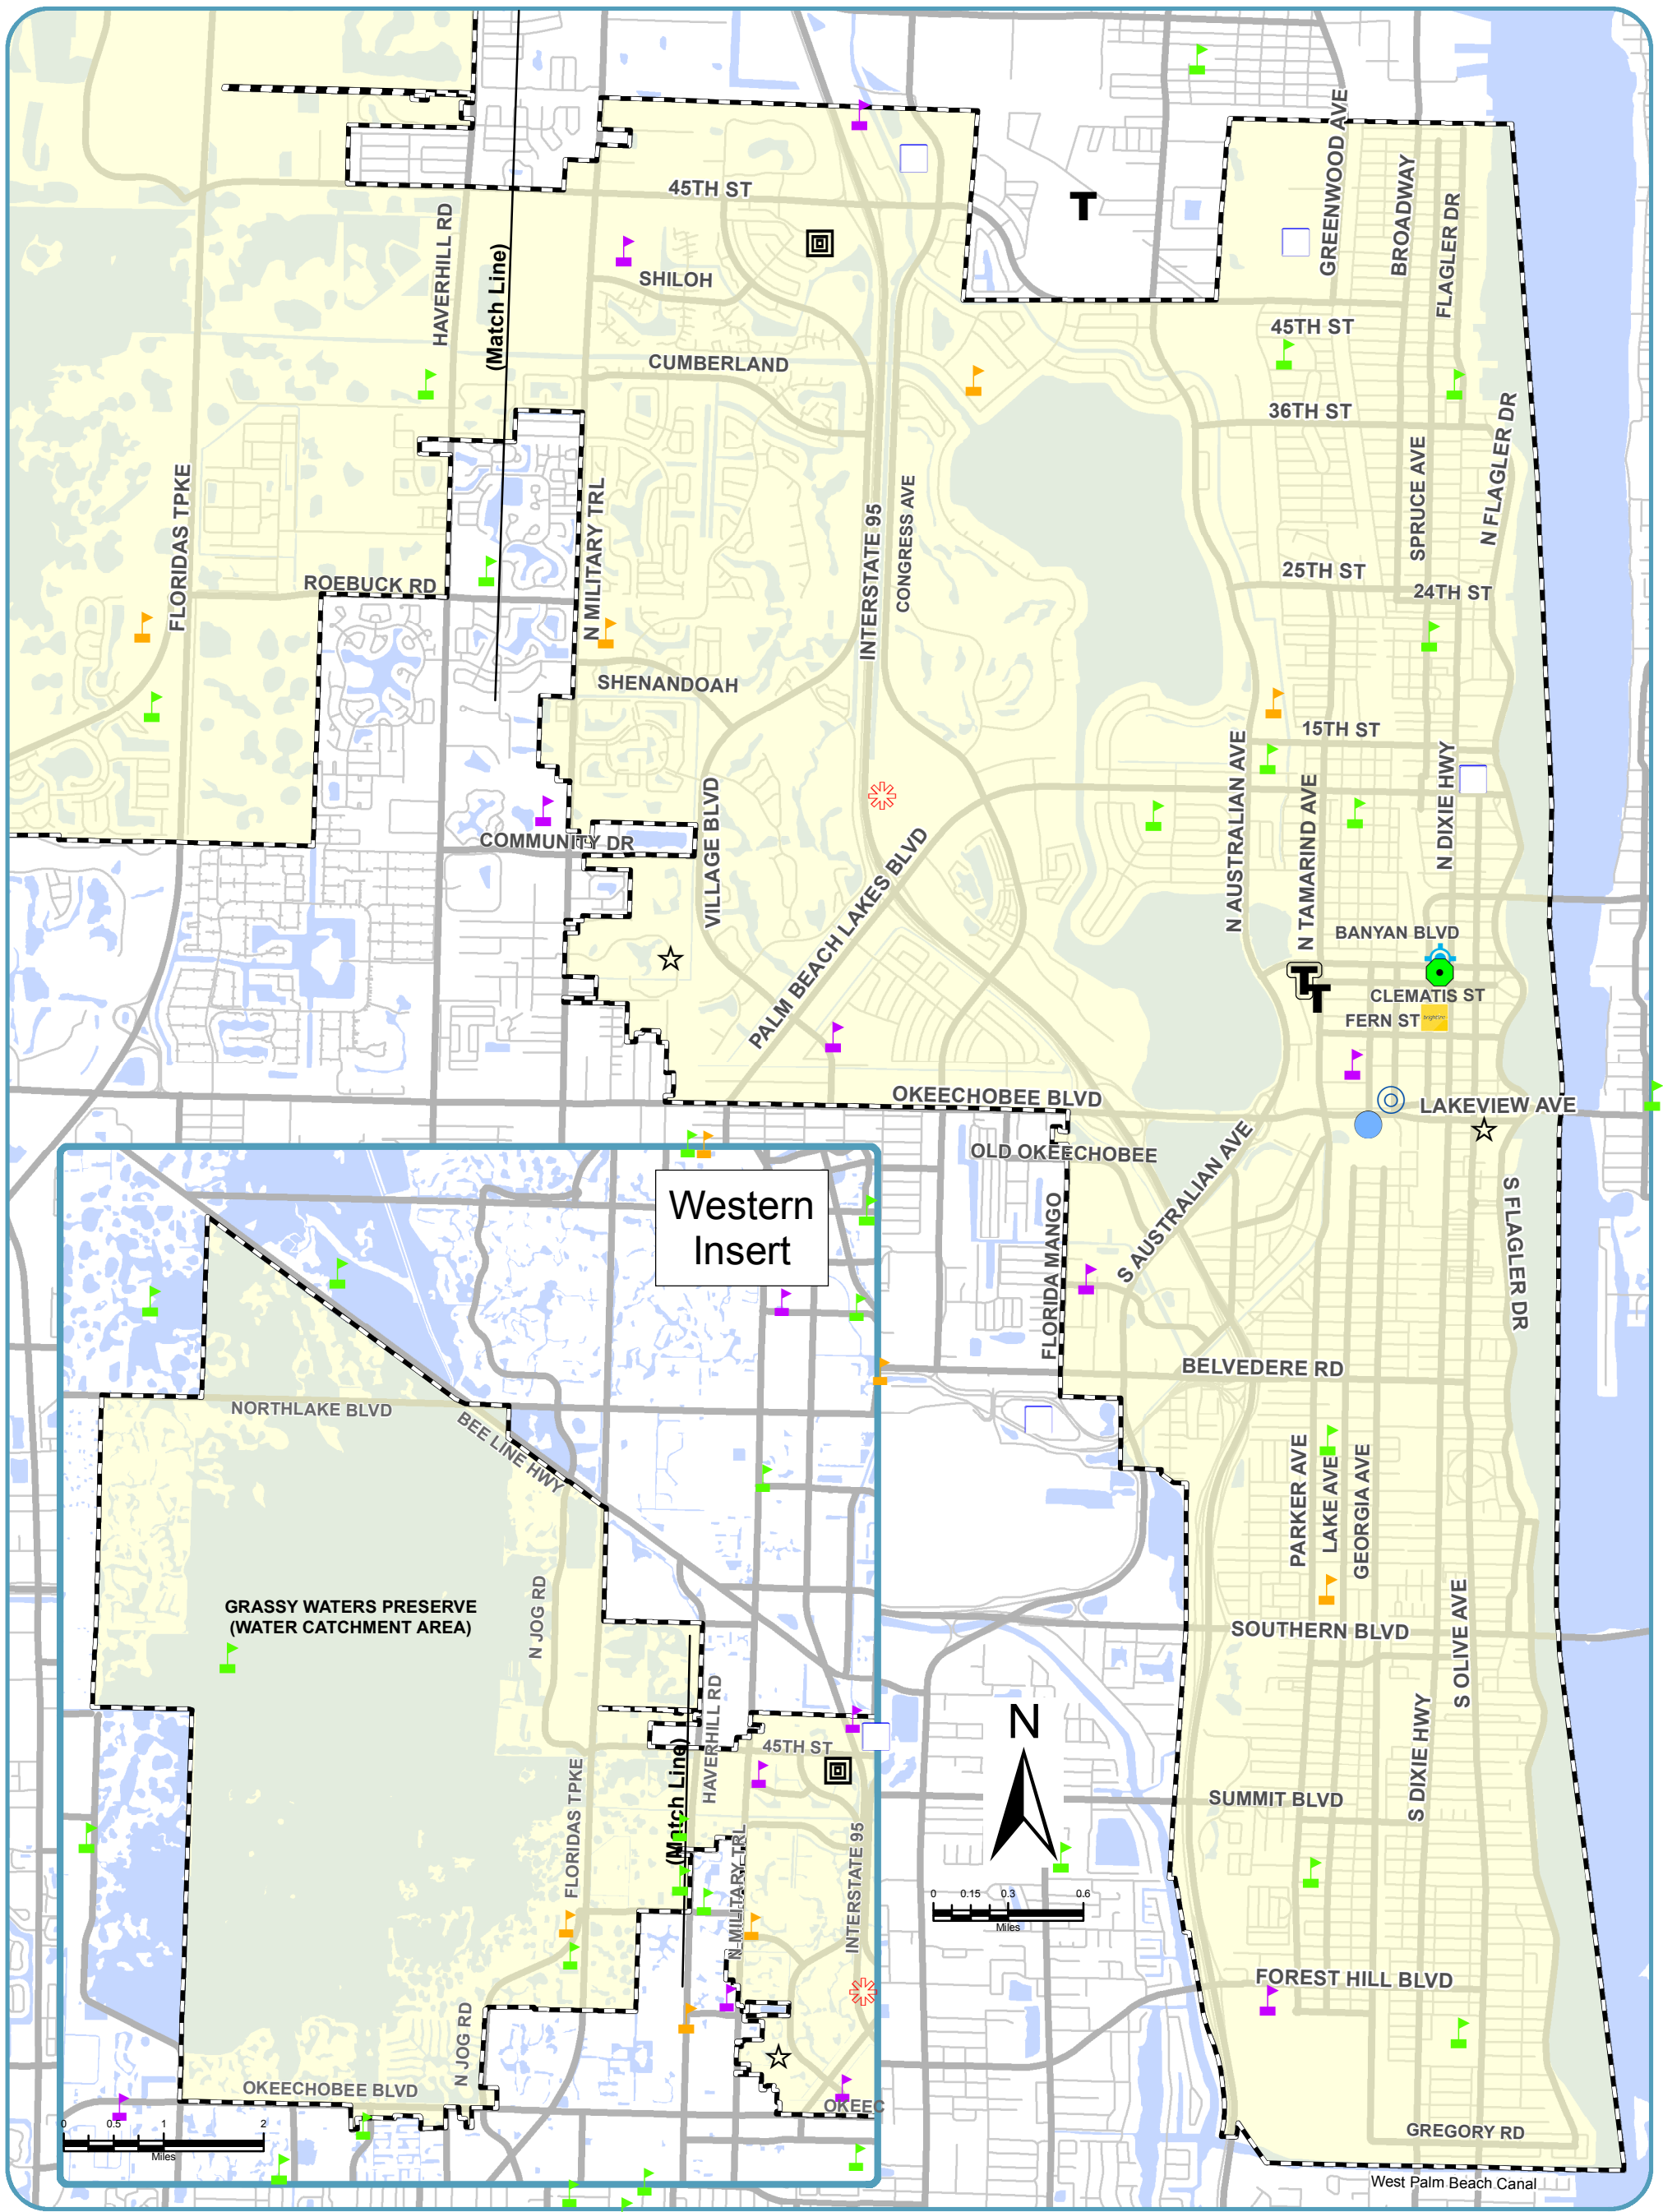 45TH ST
HAVERHILL RD
(Match Line)
SHILOH
CUMBERLAND
GREENWOOD AVE
BROADWAY
FLAGLER DR
45TH ST
36TH ST
N FLAGLER DR
SPRUCE AVE
25TH ST
24TH ST
FLORIDAS TPKE
ROEBUCK RD
N MILITARY TRL
INTERSTATE 95
CONGRESS AVE
SHENANDOAH
15TH ST
N AUSTRALIAN AVE
N TAMARIND AVE
N DIXIE HWY
COMMUNITY DR
VILLAGE BLVD
PALM BEACH LAKES BLVD
BANYAN BLVD
CLEMATIS ST
FERN ST
OKEECHOBEE BLVD
LAKEVIEW AVE
OLD OKEECHOBEE
S AUSTRALIAN AVE
FLORIDA MANGO
S FLAGLER DR
BELVEDERE RD
PARKER AVE
LAKE AVE
GEORGIA AVE
SOUTHERN BLVD
S OLIVE AVE
S DIXIE HWY
SUMMIT BLVD
FOREST HILL BLVD
GREGORY RD
West Palm Beach Canal
N
0 0.15 0.3 0.6
Miles
Western
Insert
NORTHLAKE BLVD
BEE LINE HWY
GRASSY WATERS PRESERVE
(WATER CATCHMENT AREA)
N JOG RD
HAVERHILL RD
45TH ST
(Match Line)
FLORIDAS TPKE
N MILITARY TRL
INTERSTATE 95
N JOG RD
OKEECHOBEE BLVD
OKEEC
0 0.5 1 2
Miles